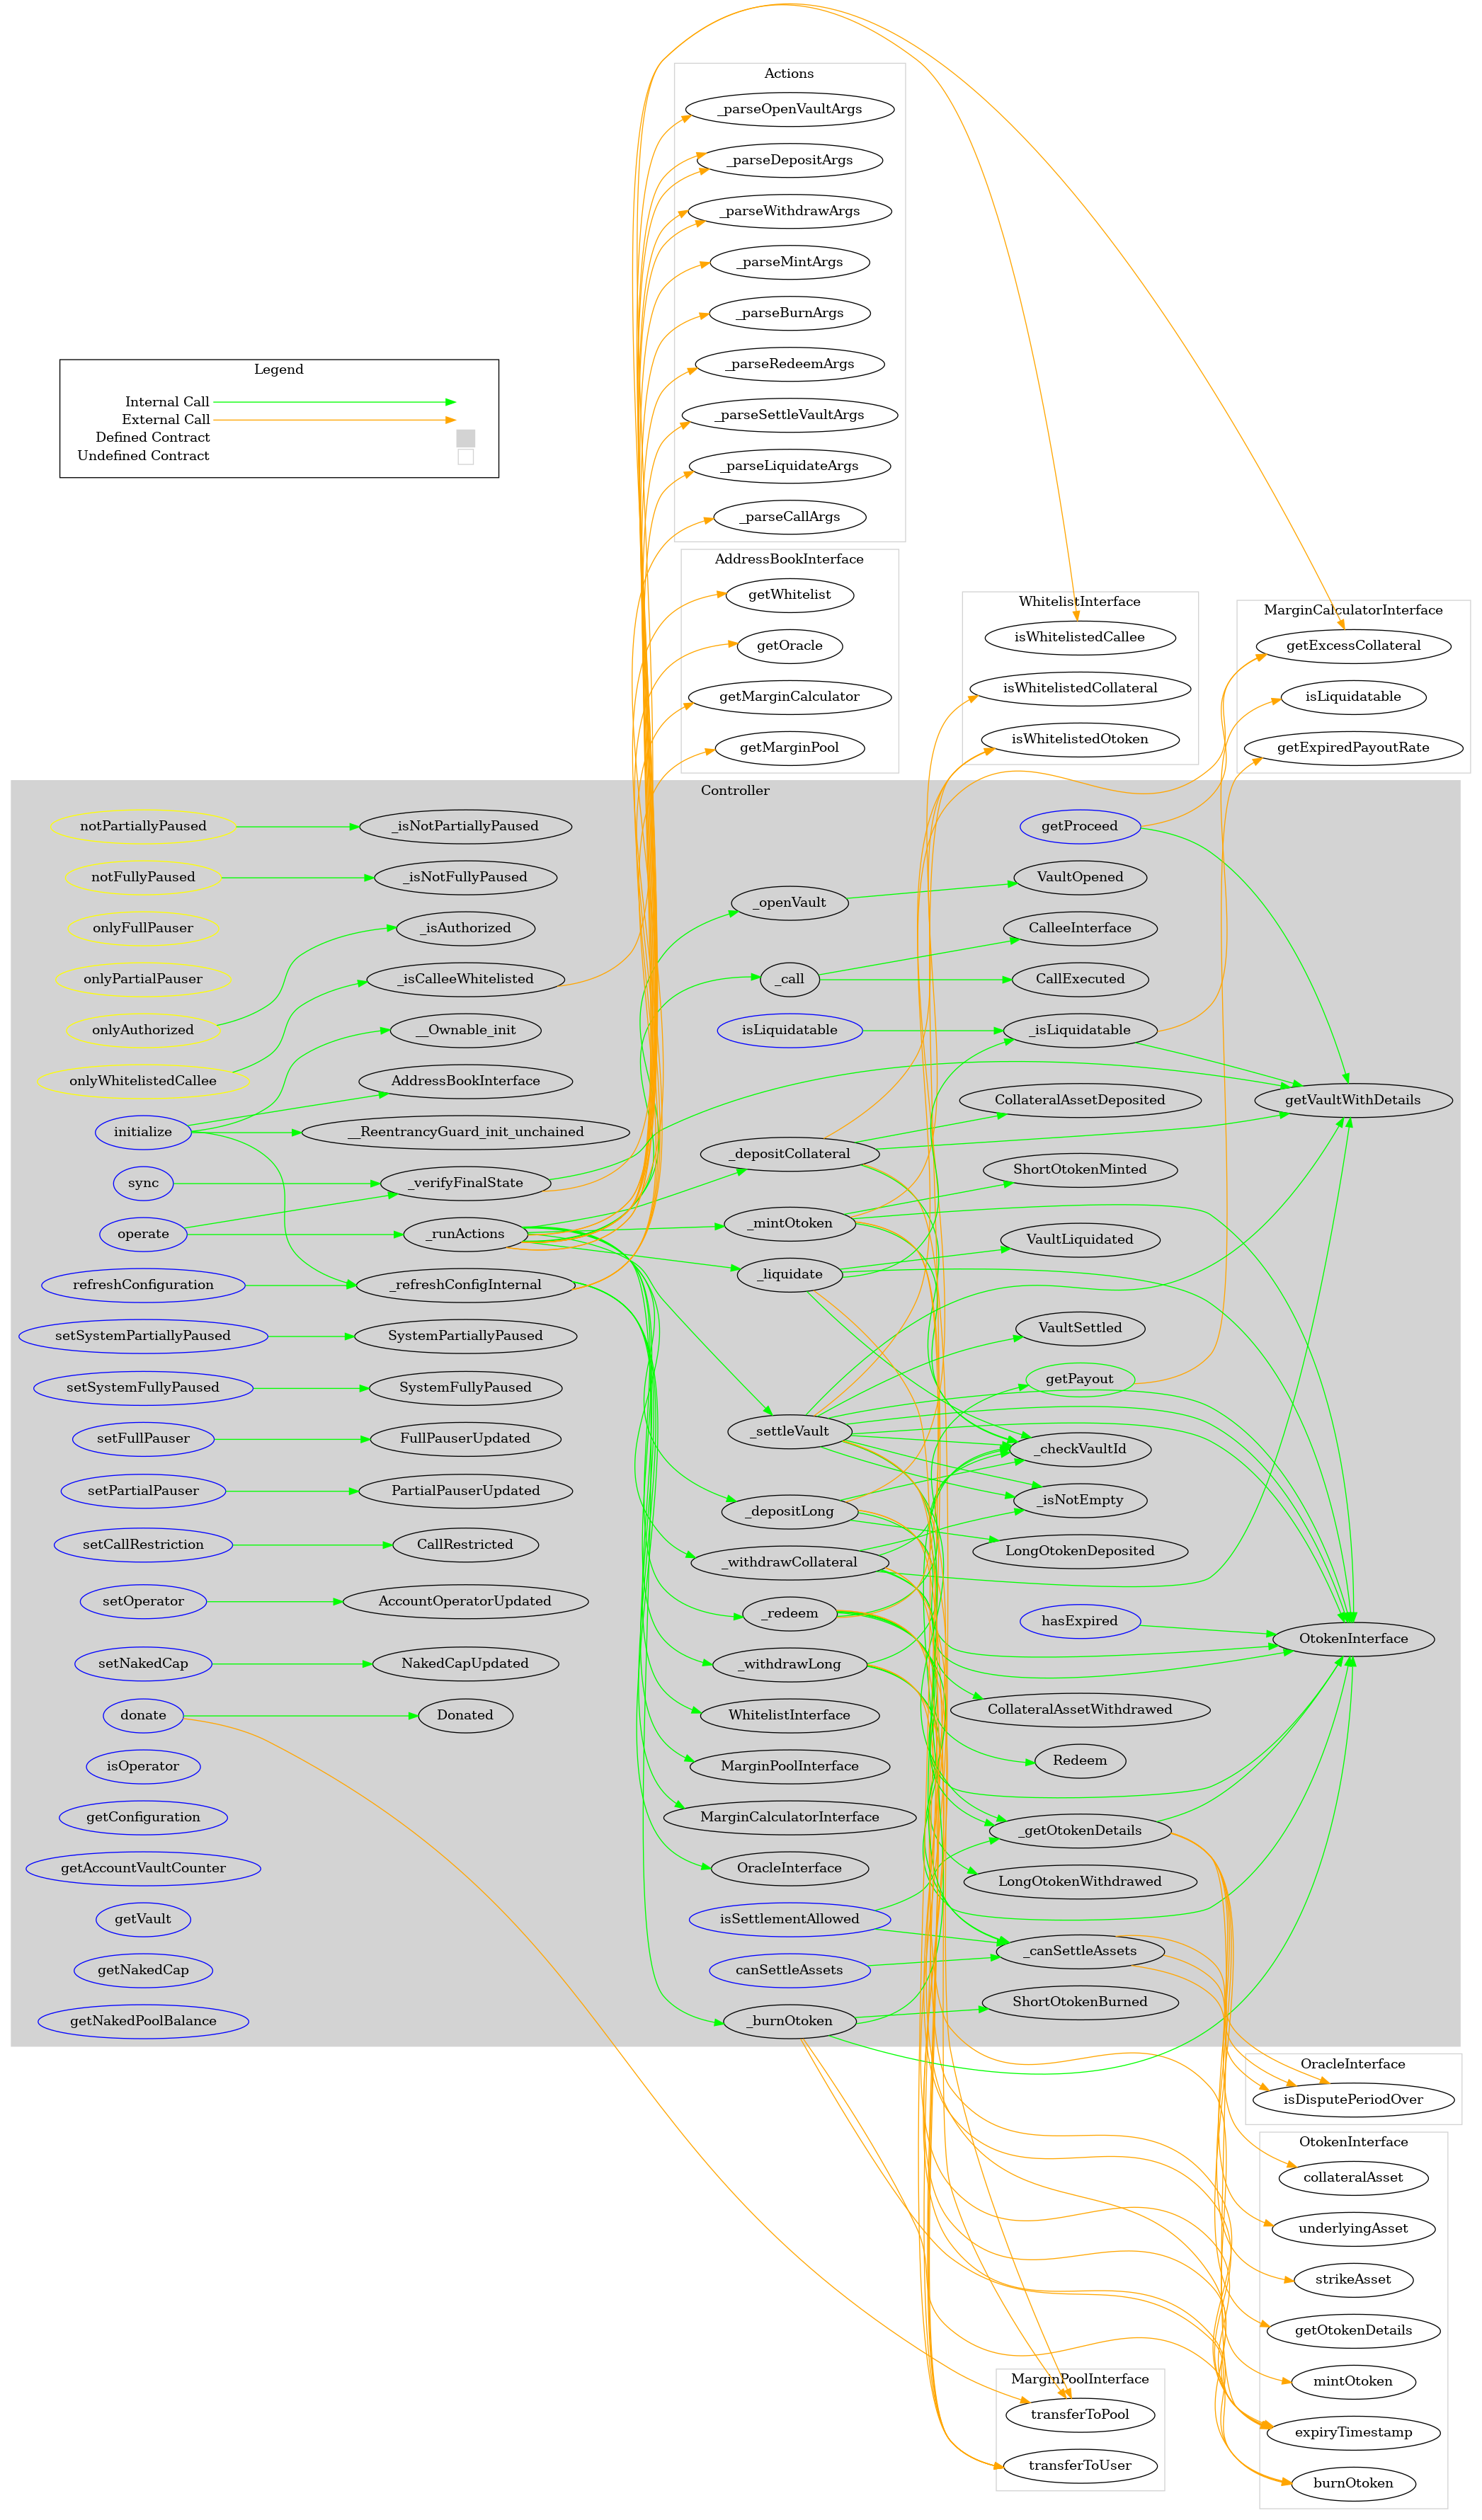 Actions
_parseOpenVaultArgs
_parseDepositArgs
_parseWithdrawArgs
_parseMintArgs
_parseBurnArgs
_parseRedeemArgs
_parseSettleVaultArgs
_parseLiquidateArgs
_parseCallArgs
Legend
Internal Call
External Call
Defined Contract
Undefined Contract
AddressBookInterface
getWhitelist
getOracle
getMarginCalculator
getMarginPool
WhitelistInterface
isWhitelistedCallee
isWhitelistedCollateral
isWhitelistedOtoken
MarginCalculatorInterface
getExcessCollateral
isLiquidatable
getExpiredPayoutRate
Controller
notPartiallyPaused
notFullyPaused
onlyFullPauser
onlyPartialPauser
onlyAuthorized
onlyWhitelistedCallee
initialize
sync
operate
refreshConfiguration
setSystemPartiallyPaused
setSystemFullyPaused
setFullPauser
setPartialPauser
setCallRestriction
setOperator
setNakedCap
donate
isOperator
getConfiguration
getAccountVaultCounter
getVault
getNakedCap
getNakedPoolBalance
_isNotPartiallyPaused
_isNotFullyPaused
_isAuthorized
_isCalleeWhitelisted
__Ownable_init
AddressBookInterface
__ReentrancyGuard_init_unchained
_verifyFinalState
_runActions
_refreshConfigInternal
SystemPartiallyPaused
SystemFullyPaused
FullPauserUpdated
PartialPauserUpdated
CallRestricted
AccountOperatorUpdated
NakedCapUpdated
Donated
_openVault
_call
isLiquidatable
_depositCollateral
_mintOtoken
_liquidate
_settleVault
_depositLong
_withdrawCollateral
_redeem
_withdrawLong
WhitelistInterface
MarginPoolInterface
MarginCalculatorInterface
OracleInterface
isSettlementAllowed
canSettleAssets
_burnOtoken
getProceed
VaultOpened
CalleeInterface
CallExecuted
_isLiquidatable
CollateralAssetDeposited
ShortOtokenMinted
VaultLiquidated
VaultSettled
getPayout
_checkVaultId
_isNotEmpty
LongOtokenDeposited
hasExpired
CollateralAssetWithdrawed
Redeem
_getOtokenDetails
LongOtokenWithdrawed
_canSettleAssets
ShortOtokenBurned
getVaultWithDetails
OtokenInterface
OracleInterface
isDisputePeriodOver
OtokenInterface
collateralAsset
underlyingAsset
strikeAsset
getOtokenDetails
mintOtoken
expiryTimestamp
burnOtoken
MarginPoolInterface
transferToPool
transferToUser